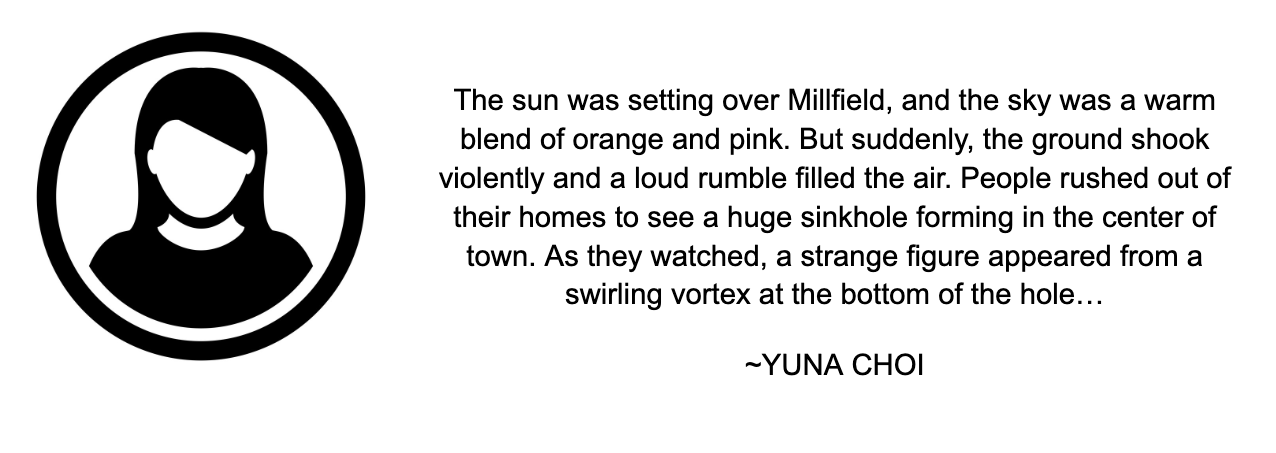 The sun was setting over Millfield, and the sky was a warm
blend of orange and pink. But suddenly, the ground shook
violently and a loud rumble filled the air. People rushed out of
their homes to see a huge sinkhole forming in the center of
town. As they watched, a strange figure appeared from a
swirling vortex at the bottom of the hole…
~YUNA CHOI